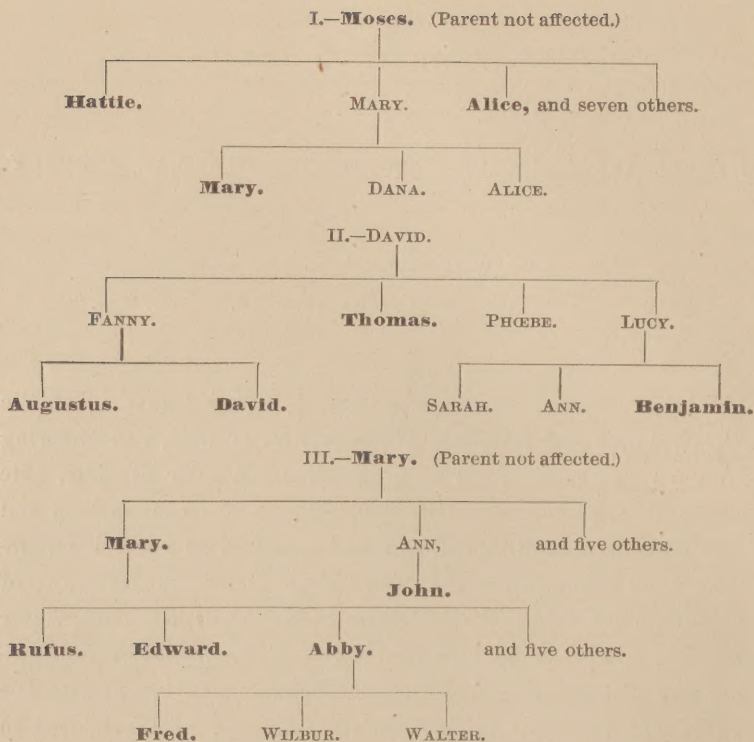 I.—Moses. (Parent not affected.)
Hattie. MARY. Alice, and seven others.
Mary. DANA. ALICE.
II.—DAVID.
FANNY. Thomas. PHŒBE. LUCY.
Augustus. David. SARAH. ANN. Benjamin.
III.—Mary. (Parent not affected.)
Mary. ANN, and five others.
John.
Rufus. Edward. Abby. and five others.
Fred. WILBUR. WALTER.